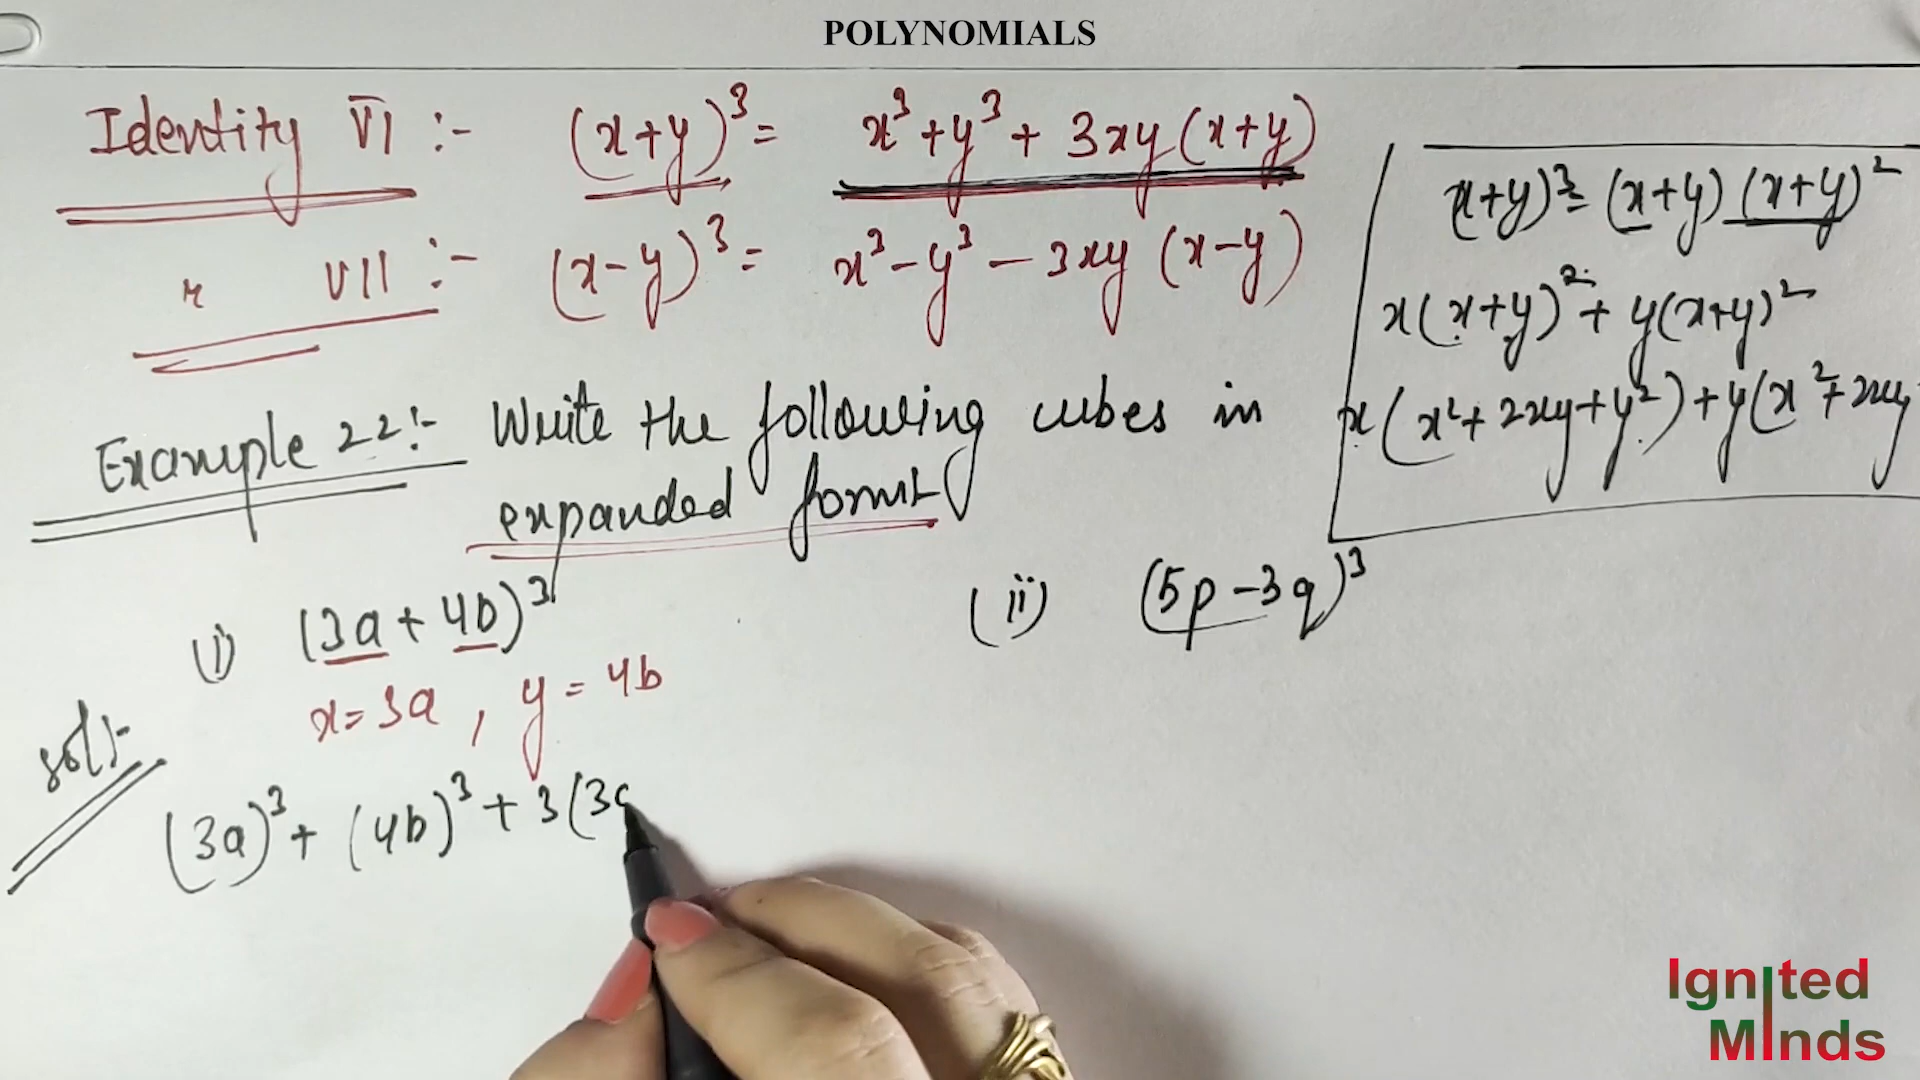 POLYNOMIALS
Identity VI :- (x+y)³ = x³+y³+ 3xy(x+y)
" VII :- (x-y)³ = x³-y³-3xy (x-y)
x+y)³ = (x+y) (x+y)²
x(x+y)² + y(x+y)²
x(x²+2xy+y²)+y(x²+2xy
Example 22:- Write the following cubes in
expanded form
(i) (3a+4b)³
(ii) (5p-3q)³
x=3a, y=4b
sol:-
(3a)³+ (4b)³ + 3(3a
Ignited
Minds